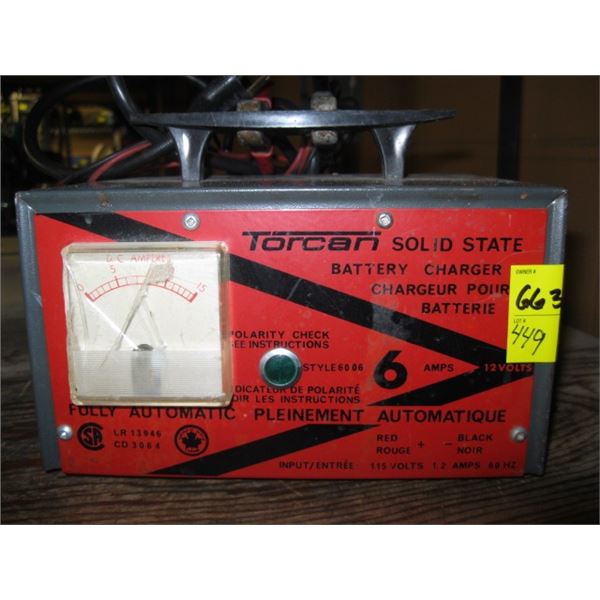 Torcan SOLID STATE
BATTERY CHARGER
CHARGEUR POUR
BATTERIE
OWNER #
663
LOT #
449
D.C. AMPERES
0 5 15
POLARITY CHECK
SEE INSTRUCTIONS
STYLE 6006 6 AMPS 12 VOLTS
INDICATEUR DE POLARITÉ
VOIR LES INSTRUCTIONS
FULLY AUTOMATIC PLEINEMENT AUTOMATIQUE
LR 13946
CD 3064
RED + - BLACK
ROUGE NOIR
INPUT/ENTRÉE: 115 VOLTS 1.2 AMPS 60 HZ.